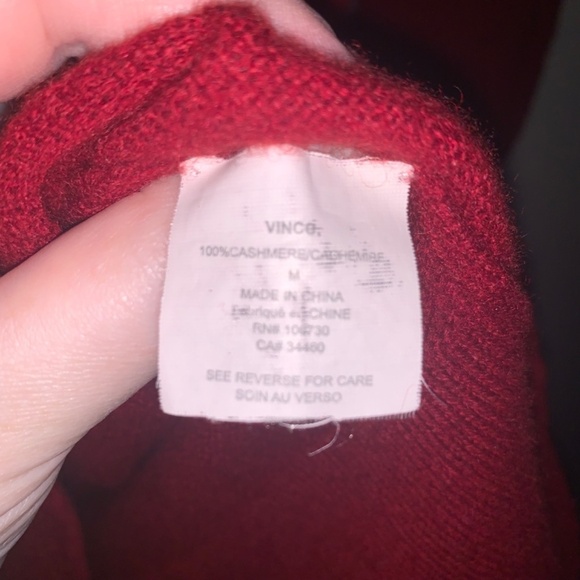 VINCE.
100%CASHMERE/CACHEMIRE
M
MADE IN CHINA
Fabriqué en CHINE
RN# 106730
CA# 34460
SEE REVERSE FOR CARE
SOIN AU VERSO